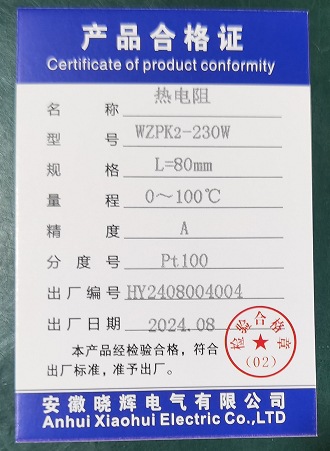 产品合格证
Certificate of product conformity
名称 热电阻
型号 WZPK2-230W
规格 L=80mm
量程 0～100℃
精度 A
分度号 Pt100
出厂编号 HY2408004004
出厂日期 2024.08
本产品经检验合格，符合
出厂标准，准予出厂。
检验合格章
(02)
安徽晓辉电气有限公司
Anhui Xiaohui Electric Co.,LTD